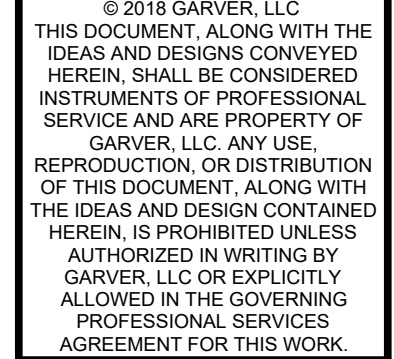 © 2018 GARVER, LLC
THIS DOCUMENT, ALONG WITH THE
IDEAS AND DESIGNS CONVEYED
HEREIN, SHALL BE CONSIDERED
INSTRUMENTS OF PROFESSIONAL
SERVICE AND ARE PROPERTY OF
GARVER, LLC. ANY USE,
REPRODUCTION, OR DISTRIBUTION
OF THIS DOCUMENT, ALONG WITH
THE IDEAS AND DESIGN CONTAINED
HEREIN, IS PROHIBITED UNLESS
AUTHORIZED IN WRITING BY
GARVER, LLC OR EXPLICITLY
ALLOWED IN THE GOVERNING
PROFESSIONAL SERVICES
AGREEMENT FOR THIS WORK.